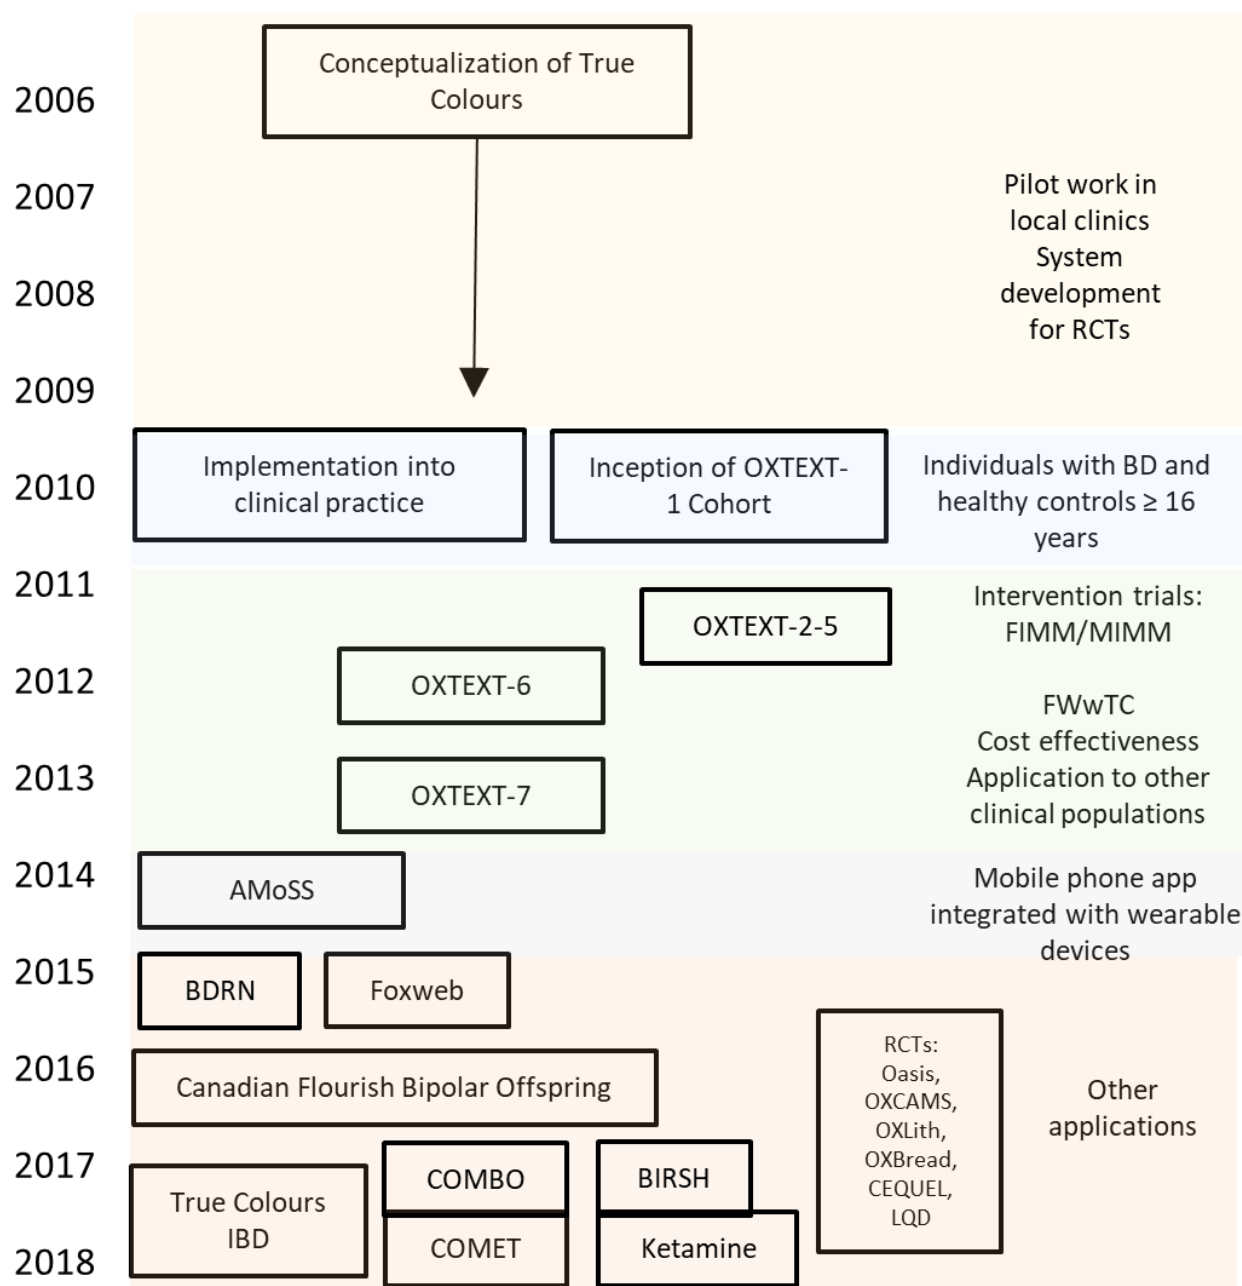 2006
Conceptualization of True
Colours
2007
2008
2009
Pilot work in
local clinics
System
development
for RCTs
2010
Implementation into
clinical practice
Inception of OXTEXT-
1 Cohort
Individuals with BD and
healthy controls ≥ 16
years
2011
OXTEXT-2-5
Intervention trials:
FIMM/MIMM
2012
OXTEXT-6
2013
OXTEXT-7
FWwTC
Cost effectiveness
Application to other
clinical populations
2014
AMoSS
Mobile phone app
integrated with wearable
devices
2015
BDRN
Foxweb
2016
Canadian Flourish Bipolar Offspring
RCTs:
Oasis,
OXCAMS,
OXLith,
OXBread,
CEQUEL,
LQD
Other
applications
2017
True Colours
IBD
COMBO
BIRSH
2018
COMET
Ketamine